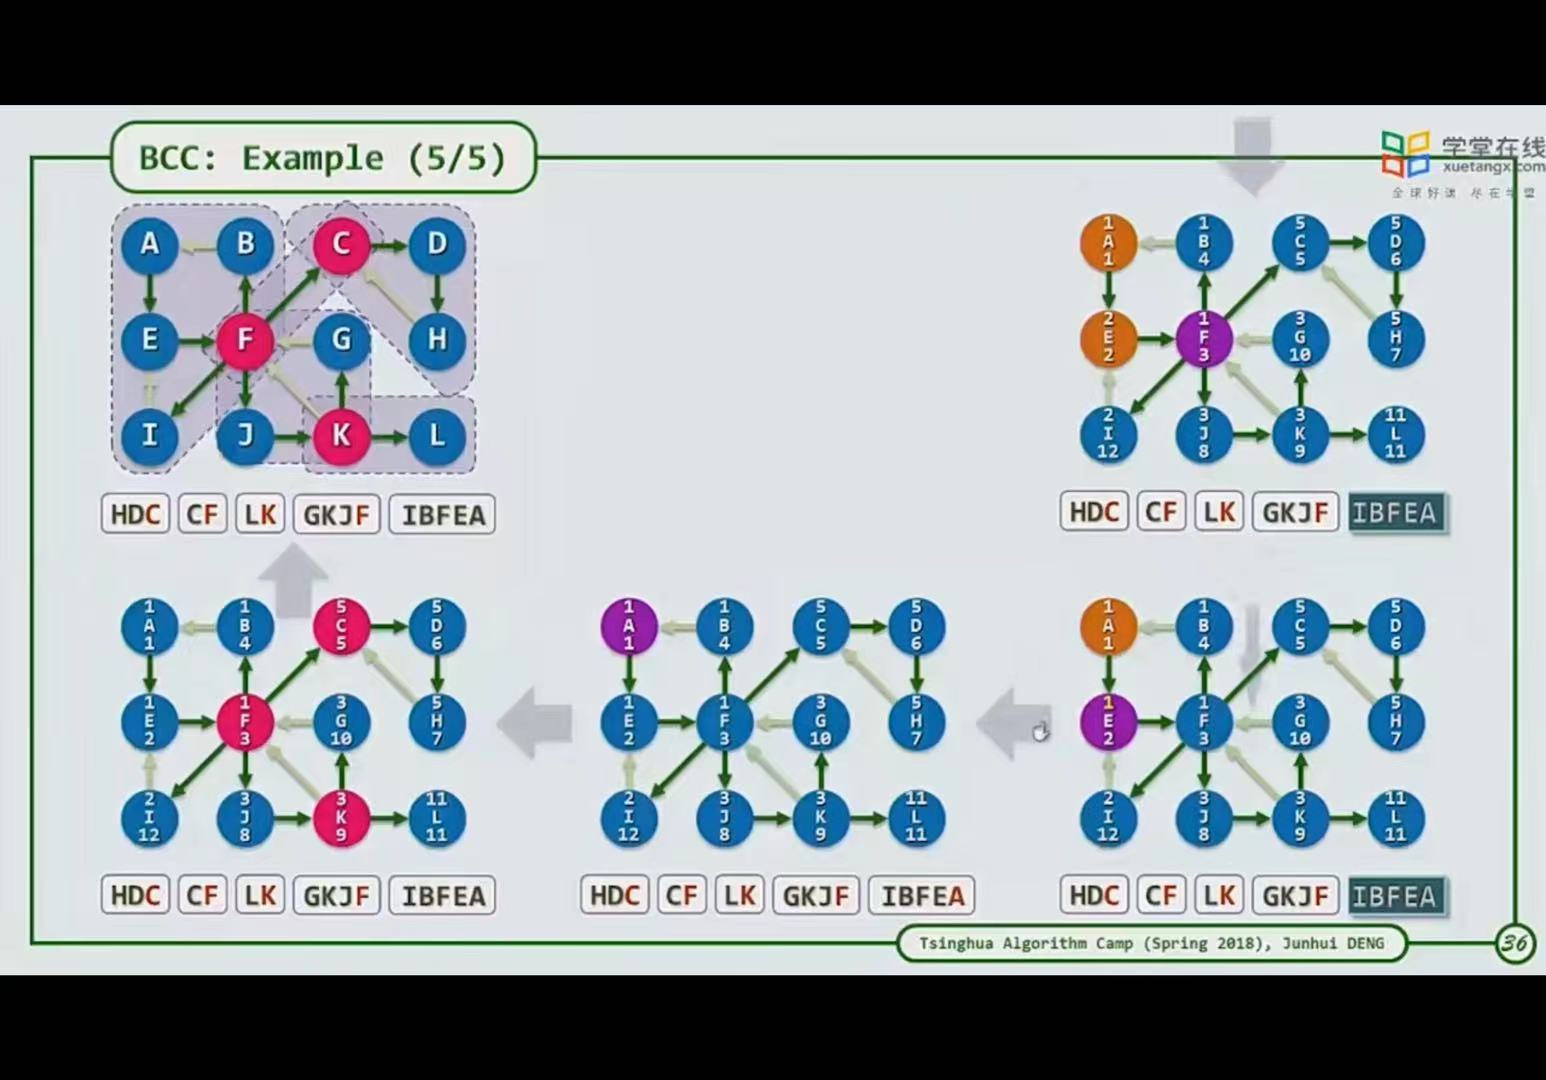 BCC: Example (5/5)
学堂在线
xuetangx.com
全球好课 尽在学堂
A B C D
E F G H
I J K L
HDC CF LK GKJF IBFEA
1 1 5 5
A B C D
1 4 5 6
2 1 3 5
E F G H
2 3 10 7
2 3 3 11
I J K L
12 8 9 11
HDC CF LK GKJF IBFEA
1 1 5 5
A B C D
1 4 5 6
1 1 3 5
E F G H
2 3 10 7
2 3 3 11
I J K L
12 8 9 11
HDC CF LK GKJF IBFEA
1 1 5 5
A B C D
1 4 5 6
1 1 3 5
E F G H
2 3 10 7
2 3 3 11
I J K L
12 8 9 11
HDC CF LK GKJF IBFEA
1 1 5 5
A B C D
1 4 5 6
1 1 3 5
E F G H
2 3 10 7
2 3 3 11
I J K L
12 8 9 11
HDC CF LK GKJF IBFEA
Tsinghua Algorithm Camp (Spring 2018), Junhui DENG
36